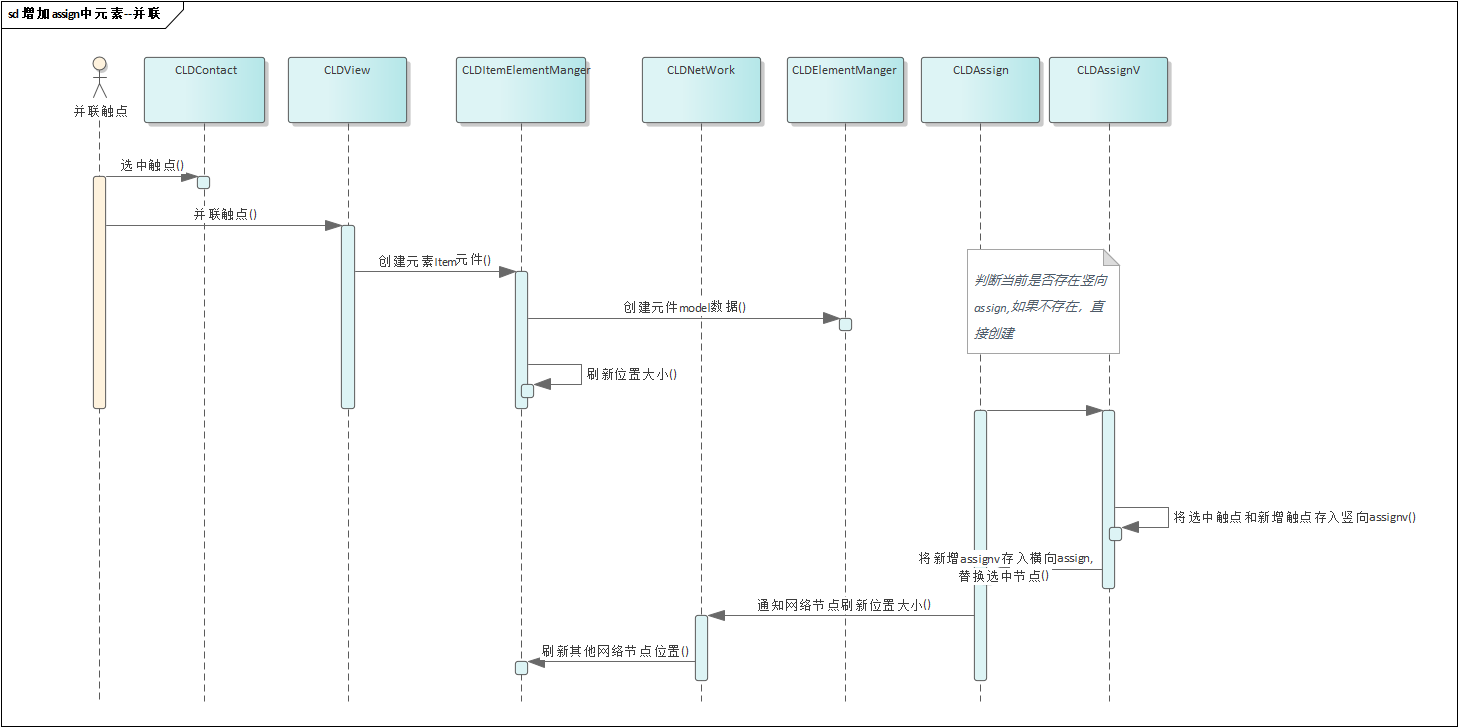 sd 增加assign中元素--并联
并联触点
CLDContact
CLDView
CLDItemElementManger
CLDNetWork
CLDElementManger
CLDAssign
CLDAssignV
选中触点()
并联触点()
创建元素Item元件()
判断当前是否存在竖向
assign,如果不存在，直
接创建
创建元件model数据()
刷新位置大小()
将选中触点和新增触点存入竖向assignv()
将新增assignv存入横向assign,
替换选中节点()
通知网络节点刷新位置大小()
刷新其他网络节点位置()